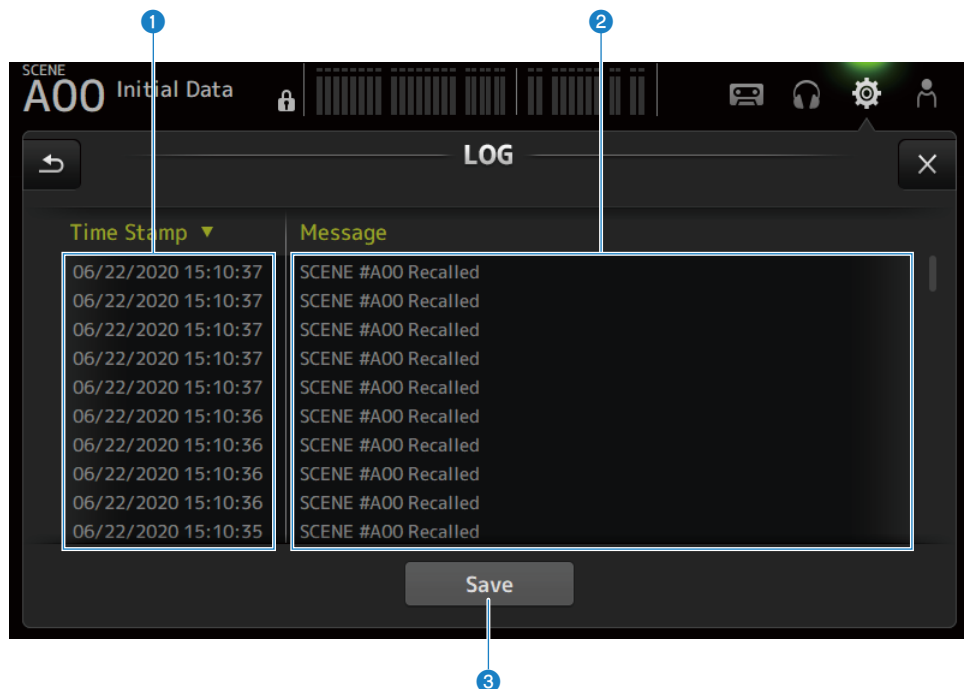 1 2
SCENE
A00 Initial Data
LOG
Time Stamp ▼ Message
06/22/2020 15:10:37 SCENE #A00 Recalled
06/22/2020 15:10:37 SCENE #A00 Recalled
06/22/2020 15:10:37 SCENE #A00 Recalled
06/22/2020 15:10:37 SCENE #A00 Recalled
06/22/2020 15:10:37 SCENE #A00 Recalled
06/22/2020 15:10:36 SCENE #A00 Recalled
06/22/2020 15:10:36 SCENE #A00 Recalled
06/22/2020 15:10:36 SCENE #A00 Recalled
06/22/2020 15:10:36 SCENE #A00 Recalled
06/22/2020 15:10:35 SCENE #A00 Recalled
Save
3